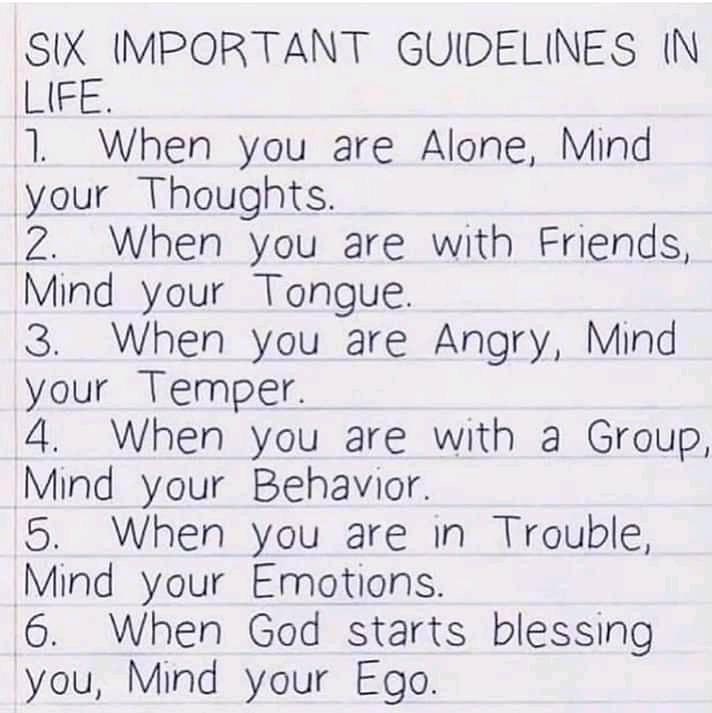 SIX IMPORTANT GUIDELINES IN
LIFE.
1. When you are Alone, Mind
your Thoughts.
2. When you are with Friends,
Mind your Tongue.
3. When you are Angry, Mind
your Temper.
4. When you are with a Group,
Mind your Behavior.
5. When you are in Trouble,
Mind your Emotions.
6. When God starts blessing
you, Mind your Ego.